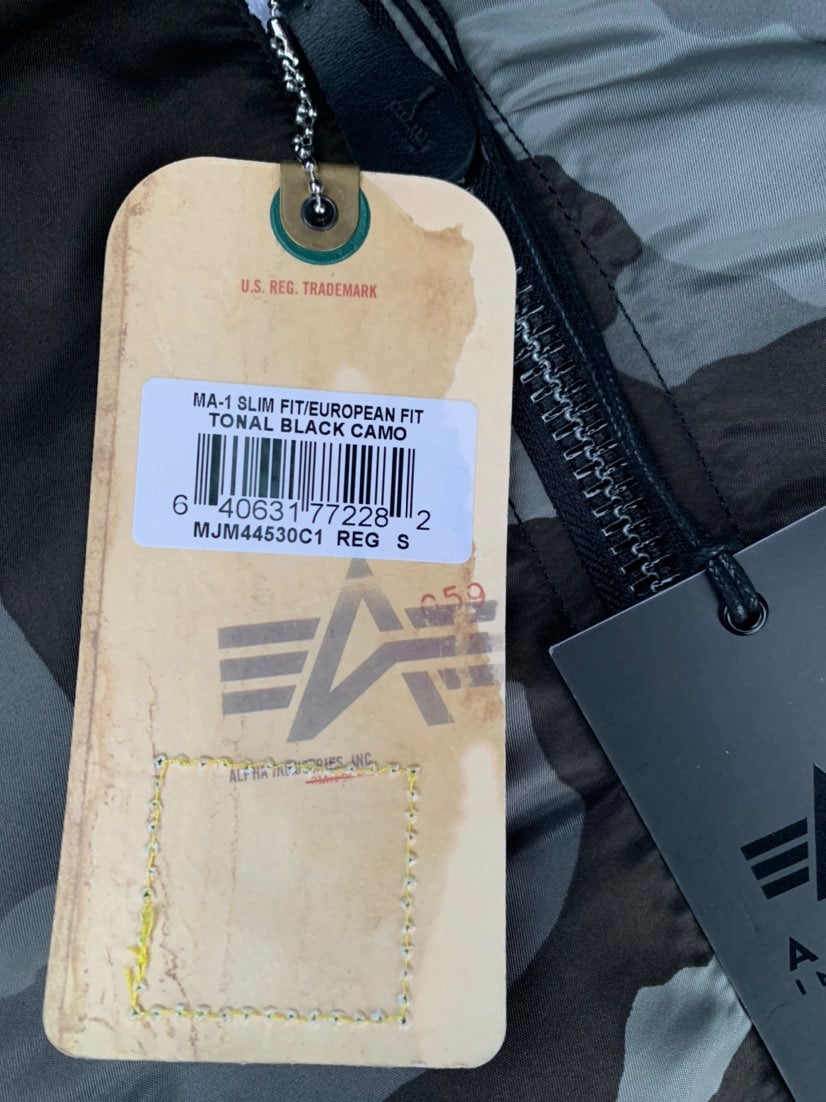 U.S. REG. TRADEMARK
MA-1 SLIM FIT/EUROPEAN FIT
TONAL BLACK CAMO
6 40631 77228 2
MJM44530C1 REG S
059
ALPHA INDUSTRIES, INC.
A
I